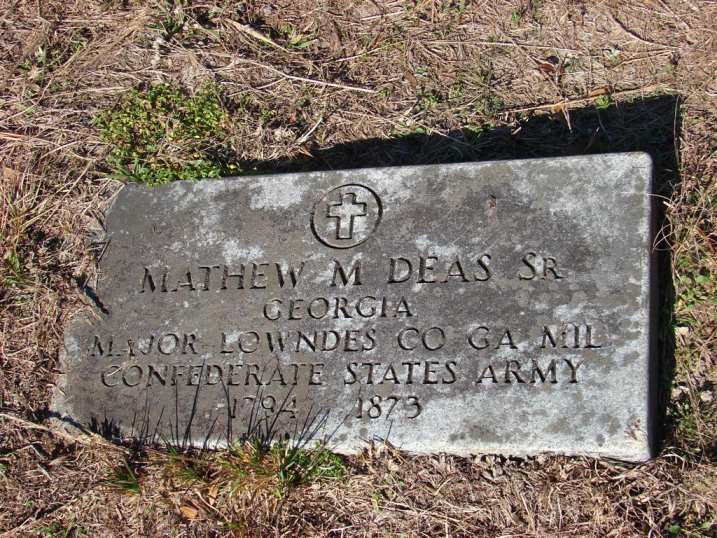 MATHEW M DEAS SR
GEORGIA
MAJOR LOWNDES CO GA MIL
CONFEDERATE STATES ARMY
1794 1873